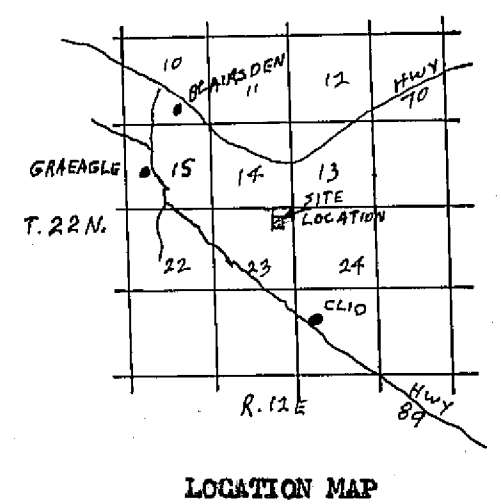 10
BLAIRSDEN
11
12
HWY
70
GRAEAGLE
15
14
13
SITE
LOCATION
T. 22 N.
22
23
24
CLIO
R. 12 E
HWY
89
LOCATION MAP